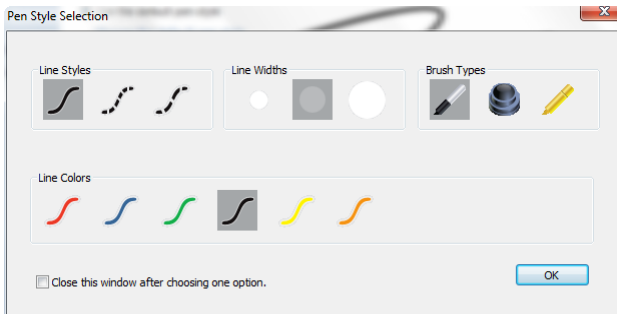 Pen Style Selection
Line Styles
Line Widths
Brush Types
Line Colors
Close this window after choosing one option.
OK